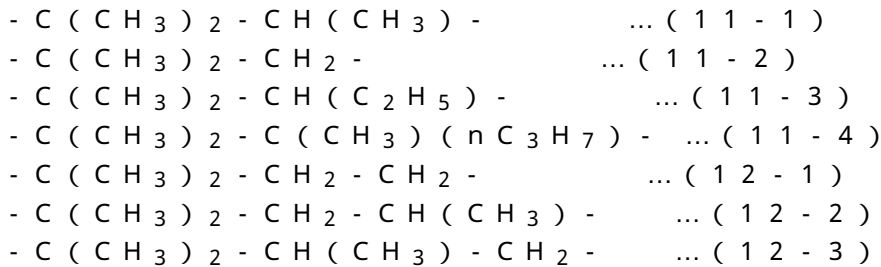 - C ( C H 3 ) 2 - C H ( C H 3 ) - … ( 1 1 - 1 )
- C ( C H 3 ) 2 - C H 2 - … ( 1 1 - 2 )
- C ( C H 3 ) 2 - C H ( C 2 H 5 ) - … ( 1 1 - 3 )
- C ( C H 3 ) 2 - C ( C H 3 ) ( n C 3 H 7 ) - … ( 1 1 - 4 )
- C ( C H 3 ) 2 - C H 2 - C H 2 - … ( 1 2 - 1 )
- C ( C H 3 ) 2 - C H 2 - C H ( C H 3 ) - … ( 1 2 - 2 )
- C ( C H 3 ) 2 - C H ( C H 3 ) - C H 2 - … ( 1 2 - 3 )